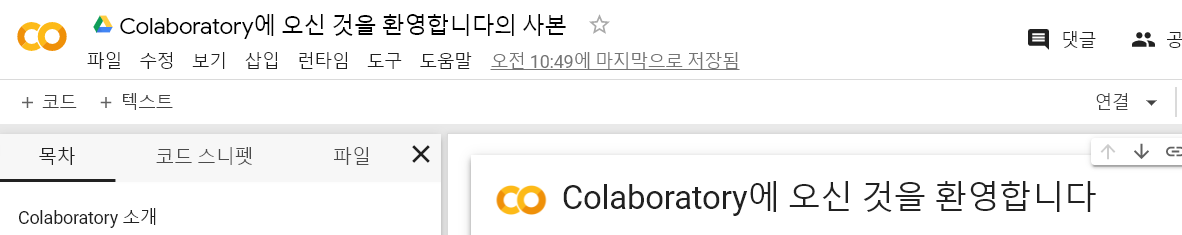 Colaboratory에 오신 것을 환영합니다의 사본
댓글
공
파일 수정 보기 삽입 런타임 도구 도움말 오전 10:49에 마지막으로 저장됨
+ 코드 + 텍스트
연결
목차 코드 스니펫 파일
Colaboratory에 오신 것을 환영합니다
Colaboratory 소개